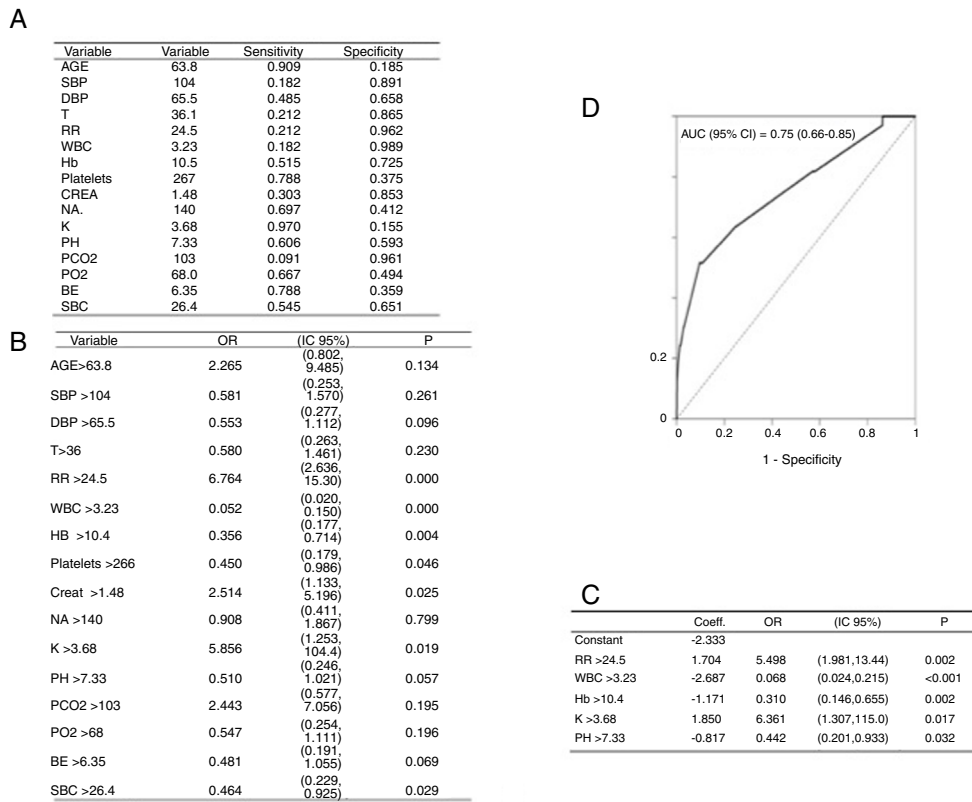 A
Variable Variable Sensitivity Specificity
AGE 63.8 0.909 0.185
SBP 104 0.182 0.891
DBP 65.5 0.485 0.658
T 36.1 0.212 0.865
RR 24.5 0.212 0.962
WBC 3.23 0.182 0.989
Hb 10.5 0.515 0.725
Platelets 267 0.788 0.375
CREA 1.48 0.303 0.853
NA. 140 0.697 0.412
K 3.68 0.970 0.155
PH 7.33 0.606 0.593
PCO2 103 0.091 0.961
PO2 68.0 0.667 0.494
BE 6.35 0.788 0.359
SBC 26.4 0.545 0.651
B
Variable OR (IC 95%) P
AGE>63.8 2.265 (0.802, 9.485) 0.134
SBP >104 0.581 (0.253, 1.570) 0.261
DBP >65.5 0.553 (0.277, 1.112) 0.096
T>36 0.580 (0.263, 1.461) 0.230
RR >24.5 6.764 (2.636, 15.30) 0.000
WBC >3.23 0.052 (0.020, 0.150) 0.000
HB >10.4 0.356 (0.177, 0.714) 0.004
Platelets >266 0.450 (0.179, 0.986) 0.046
Creat >1.48 2.514 (1.133, 5.196) 0.025
NA >140 0.908 (0.411, 1.867) 0.799
K >3.68 5.856 (1.253, 104.4) 0.019
PH >7.33 0.510 (0.246, 1.021) 0.057
PCO2 >103 2.443 (0.577, 7.056) 0.195
PO2 >68 0.547 (0.254, 1.111) 0.196
BE >6.35 0.481 (0.191, 1.055) 0.069
SBC >26.4 0.464 (0.229, 0.925) 0.029
D
AUC (95% CI) = 0.75 (0.66-0.85)
0.2
0
0 0.2 0.4 0.6 0.8 1
1 - Specificity
C
Coeff. OR (IC 95%) P
Constant -2.333
RR >24.5 1.704 5.498 (1.981,13.44) 0.002
WBC >3.23 -2.687 0.068 (0.024,0.215) <0.001
Hb >10.4 -1.171 0.310 (0.146,0.655) 0.002
K >3.68 1.850 6.361 (1.307,115.0) 0.017
PH >7.33 -0.817 0.442 (0.201,0.933) 0.032